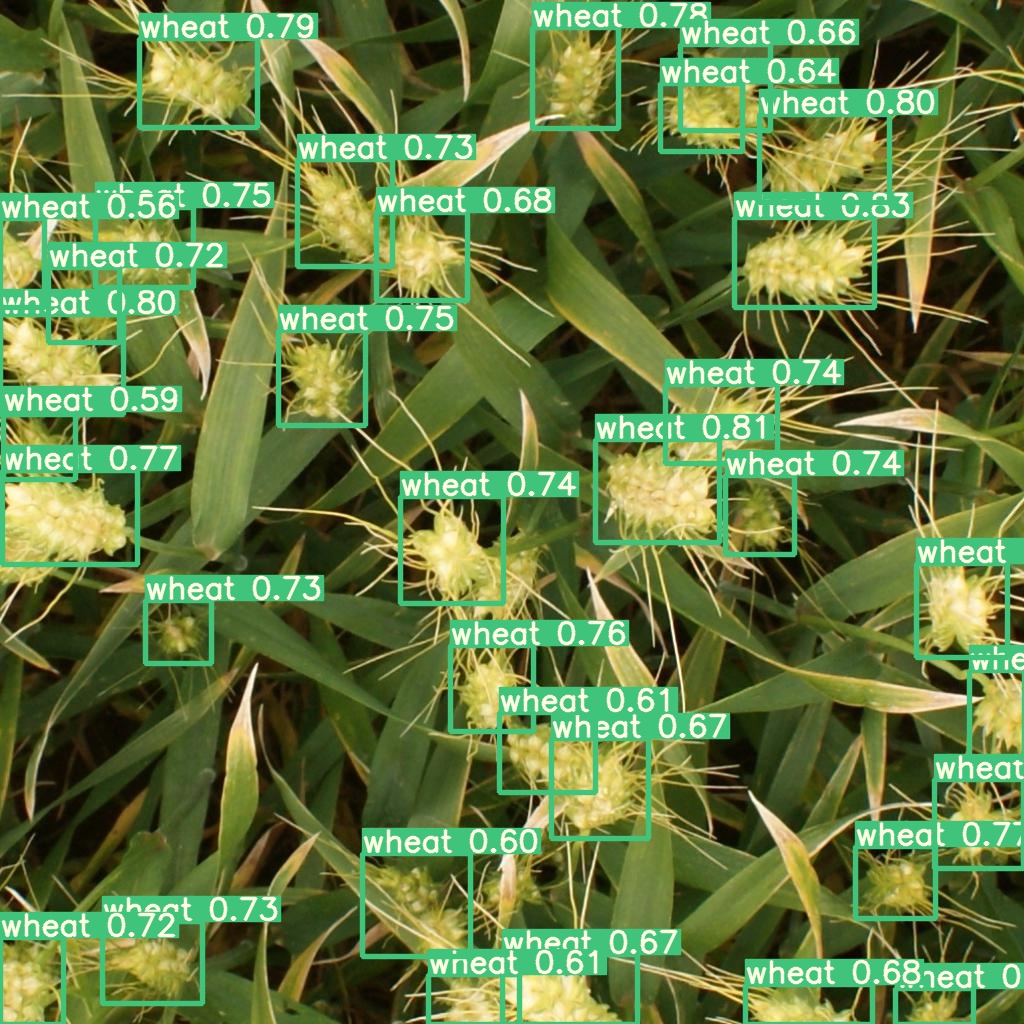 wheat 0.79
wheat 0.78
wheat 0.66
wheat 0.64
wheat 0.80
wheat 0.73
wheat 0.75
wheat 0.56
wheat 0.68
wheat 0.83
wheat 0.72
wheat 0.80
wheat 0.75
wheat 0.74
wheat 0.59
wheat 0.81
wheat 0.77
wheat 0.74
wheat 0.74
wheat
wheat 0.73
wheat 0.76
whe
wheat 0.61
wheat 0.67
wheat
wheat 0.77
wheat 0.60
wheat 0.73
wheat 0.72
wheat 0.67
wheat 0.61
wheat 0.68
heat 0